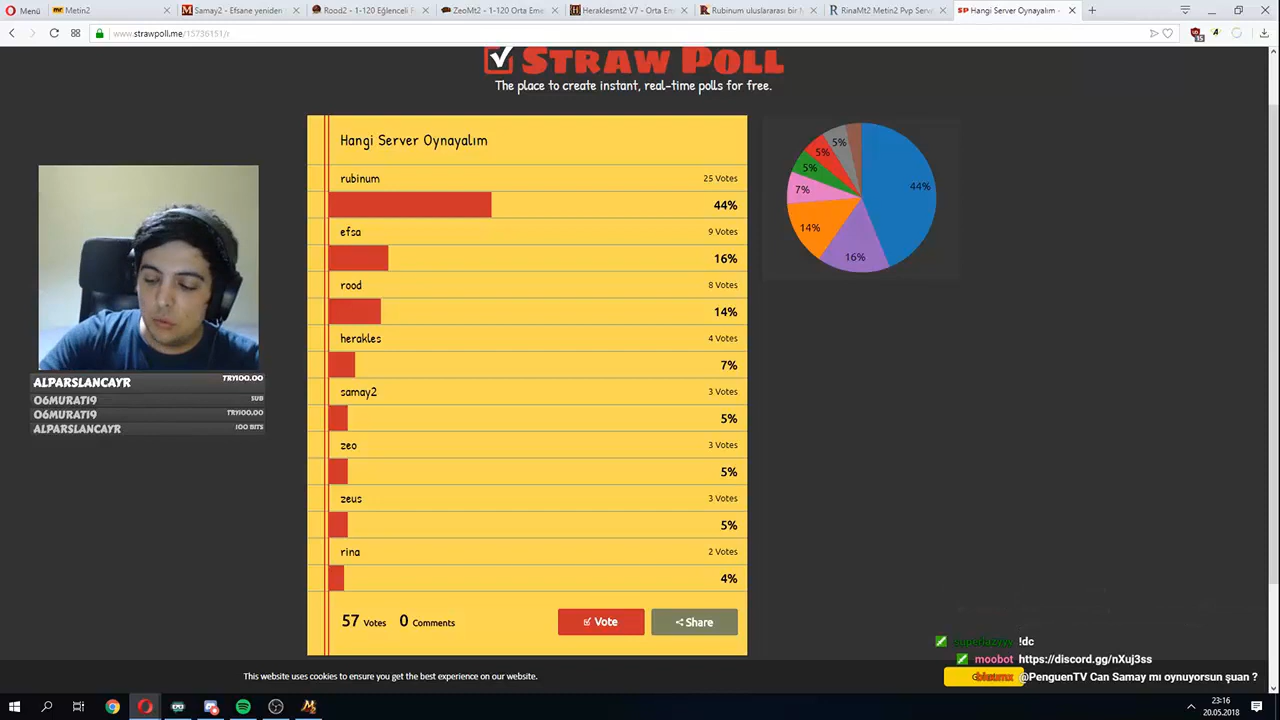 Menü
Metin2
Samay2 - Efsane yeniden
Rood2 - 1-120 Eğlenceli F
ZeoMt2 - 1-120 Orta Eme
Heraklesmt2 V7 - Orta Em
Rubinum uluslararası bir M
RinaMt2 Metin2 Pvp Serve
SP Hangi Server Oynayalım -
www.strawpoll.me/15736151/r
STRAW POLL
The place to create instant, real-time polls for free.
Hangi Server Oynayalım
rubinum 25 Votes
44%
efsa 9 Votes
16%
rood 8 Votes
14%
herakles 4 Votes
7%
samay2 3 Votes
5%
zeo 3 Votes
5%
zeus 3 Votes
5%
rina 2 Votes
4%
57 Votes 0 Comments Vote Share
44%
16%
14%
7%
5%
5%
5%
ALPARSLANCAYR TRY100.00
06MURAT19 SUB
06MURAT19 TRY100.00
ALPARSLANCAYR 100 BITS
!dc
moobot https://discord.gg/nXuj3ss
@PenguenTV Can Samay mı oynuyorsun şuan ?
This website uses cookies to ensure you get the best experience on our website.
23:16
20.05.2018